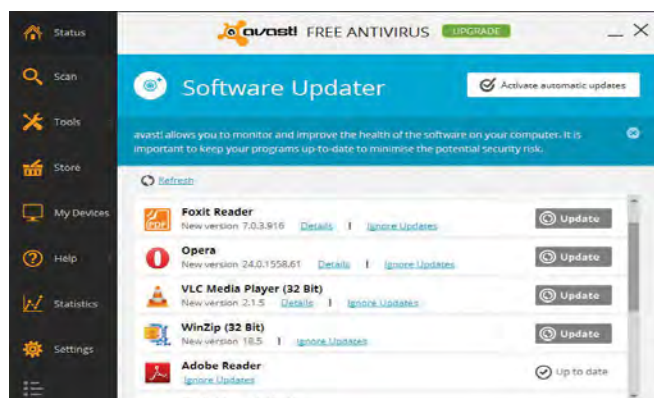 Status
Scan
Tools
Store
My Devices
Help
Statistics
Settings
avast! FREE ANTIVIRUS UPGRADE
Software Updater
Activate automatic updates
avast! allows you to monitor and improve the health of the software on your computer. It is
important to keep your programs up-to-date to minimise the potential security risk.
Refresh
Foxit Reader
New version 7.0.3.916 Details | Ignore Updates
Update
Opera
New version 24.0.1558.61 Details | Ignore Updates
Update
VLC Media Player (32 Bit)
New version 2.1.5 Details | Ignore Updates
Update
WinZip (32 Bit)
New version 18.5 | Ignore Updates
Update
PDF
Adobe Reader
Ignore Updates
Up to date